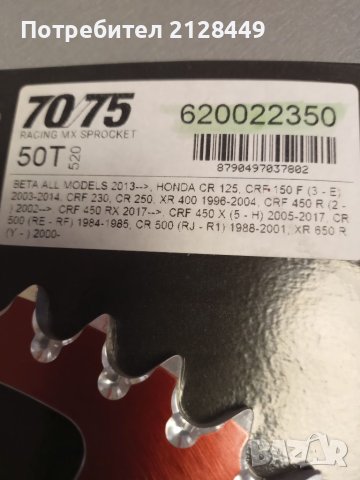 Потребител 2128449
70/75
RACING MX SPROCKET
50T 520
620022350
8790497037802
BETA ALL MODELS 2013-->, HONDA CR 125, CRF 150 F (3 - E)
2003-2014, CRF 230, CR 250, XR 400 1996-2004, CRF 450 R (2 -
) 2002--> CRF 450 RX 2017-->, CRF 450 X (5 - H) 2005-2017, CR
500 (RE - RF) 1984-1985, CR 500 (RJ - R1) 1988-2001, XR 650 R
(Y - ) 2000-
BAZAR